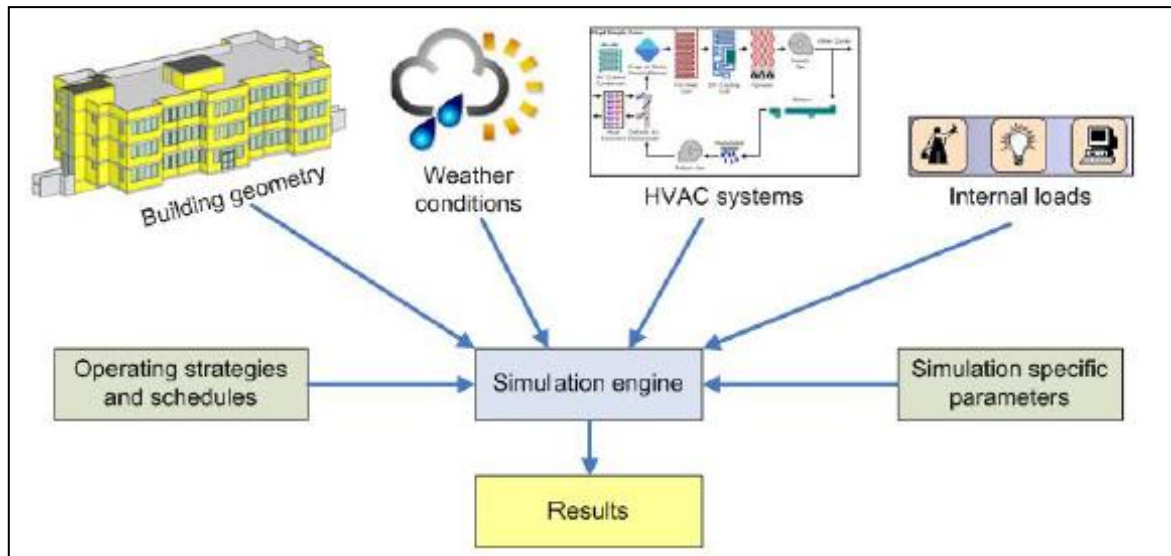 Building geometry
Weather
conditions
HVAC systems
Internal loads
Operating strategies
and schedules
Simulation engine
Simulation specific
parameters
Results